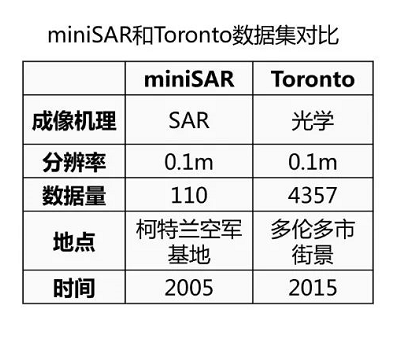 miniSAR和Toronto数据集对比
miniSAR Toronto
成像机理 SAR 光学
分辨率 0.1m 0.1m
数据量 110 4357
地点 柯特兰空军基地 多伦多市街景
时间 2005 2015